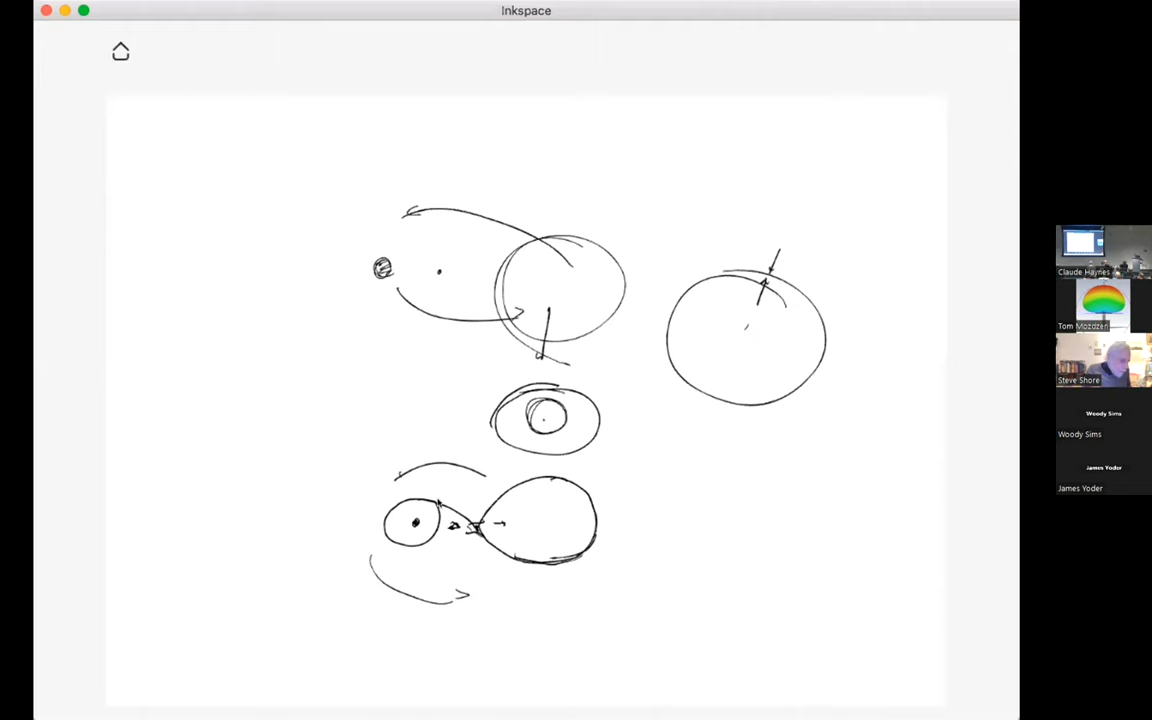 Inkspace
Claude Haynes
Tom Mozdzen
Steve Shore
Woody Sims
Woody Sims
James Yoder
James Yoder